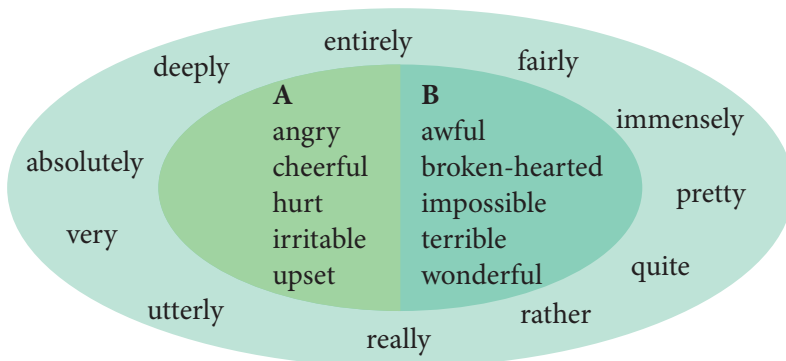 entirely
deeply
fairly
A
angry
cheerful
hurt
irritable
upset
B
awful
broken-hearted
impossible
terrible
wonderful
immensely
absolutely
pretty
very
quite
utterly
rather
really